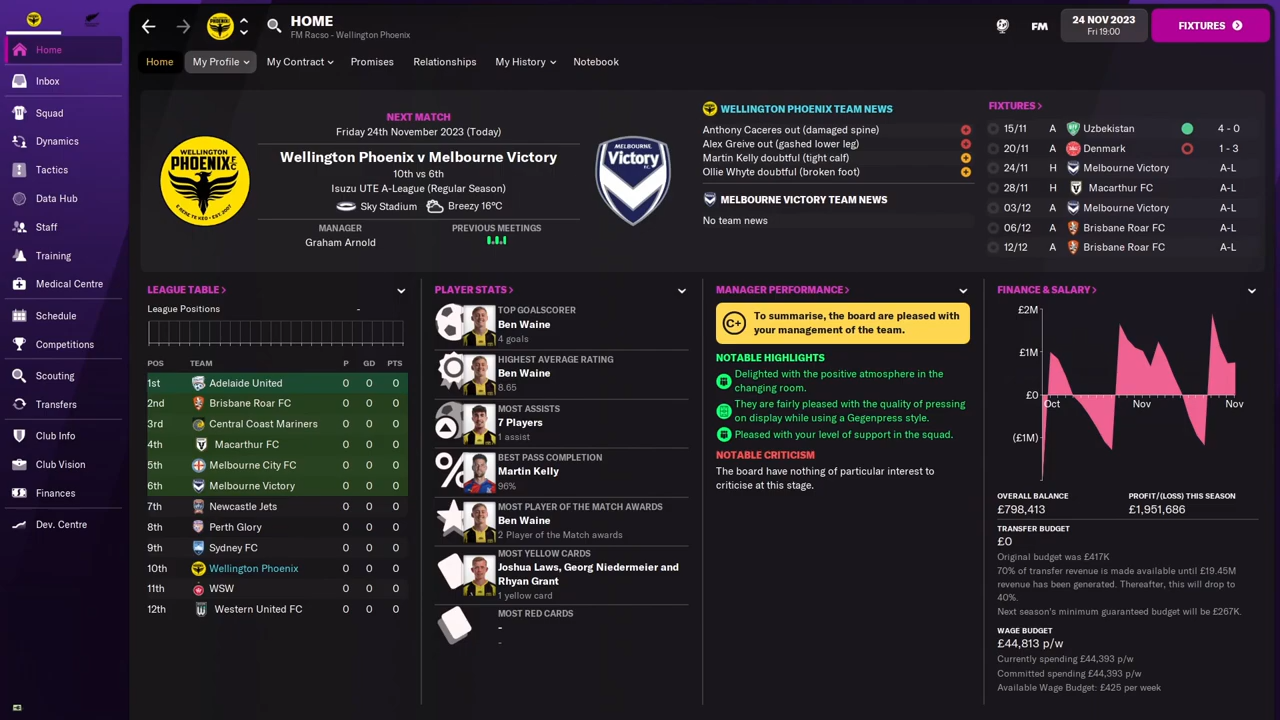 HOME
FM Racso - Wellington Phoenix
FM
24 NOV 2023
Fri 19:00
FIXTURES
Home
My Profile
My Contract
Promises
Relationships
My History
Notebook
Home
Inbox
Squad
Dynamics
Tactics
Data Hub
Staff
Training
Medical Centre
Schedule
Competitions
Scouting
Transfers
Club Info
Club Vision
Finances
Dev. Centre
NEXT MATCH
Friday 24th November 2023 (Today)
Wellington Phoenix v Melbourne Victory
10th vs 6th
Isuzu UTE A-League (Regular Season)
Sky Stadium Breezy 16°C
MANAGER
Graham Arnold
PREVIOUS MEETINGS
WELLINGTON
PHOENIX FC
MELBOURNE
Victory
WELLINGTON PHOENIX TEAM NEWS
Anthony Caceres out (damaged spine)
Alex Greive out (gashed lower leg)
Martin Kelly doubtful (tight calf)
Ollie Whyte doubtful (broken foot)
MELBOURNE VICTORY TEAM NEWS
No team news
FIXTURES >
15/11 A Uzbekistan 4 - 0
20/11 A Denmark 1 - 3
24/11 H Melbourne Victory A-L
28/11 H Macarthur FC A-L
03/12 A Melbourne Victory A-L
06/12 A Brisbane Roar FC A-L
12/12 A Brisbane Roar FC A-L
LEAGUE TABLE >
League Positions -
POS TEAM P GD PTS
1st Adelaide United 0 0 0
2nd Brisbane Roar FC 0 0 0
3rd Central Coast Mariners 0 0 0
4th Macarthur FC 0 0 0
5th Melbourne City FC 0 0 0
6th Melbourne Victory 0 0 0
7th Newcastle Jets 0 0 0
8th Perth Glory 0 0 0
9th Sydney FC 0 0 0
10th Wellington Phoenix 0 0 0
11th WSW 0 0 0
12th Western United FC 0 0 0
PLAYER STATS >
TOP GOALSCORER
Ben Waine
4 goals
HIGHEST AVERAGE RATING
Ben Waine
8.65
MOST ASSISTS
7 Players
1 assist
BEST PASS COMPLETION
Martin Kelly
96%
MOST PLAYER OF THE MATCH AWARDS
Ben Waine
2 Player of the Match awards
MOST YELLOW CARDS
Joshua Laws, Georg Niedermeier and
Rhyan Grant
1 yellow card
MOST RED CARDS
-
-
MANAGER PERFORMANCE >
C+
To summarise, the board are pleased with
your management of the team.
NOTABLE HIGHLIGHTS
Delighted with the positive atmosphere in the
changing room.
They are fairly pleased with the quality of pressing
on display while using a Gegenpress style.
Pleased with your level of support in the squad.
NOTABLE CRITICISM
The board have nothing of particular interest to
criticise at this stage.
FINANCE & SALARY >
£2M
£1M
£0
(£1M)
Oct Nov Nov
OVERALL BALANCE
£798,413
PROFIT/(LOSS) THIS SEASON
£1,951,686
TRANSFER BUDGET
£0
Original budget was £417K
70% of transfer revenue is made available until £19.45M
revenue has been generated. Thereafter, this will drop to
40%.
Next season's minimum guaranteed budget will be £267K.
WAGE BUDGET
£44,813 p/w
Currently spending £44,393 p/w
Committed spending £44,393 p/w
Available Wage Budget: £425 per week